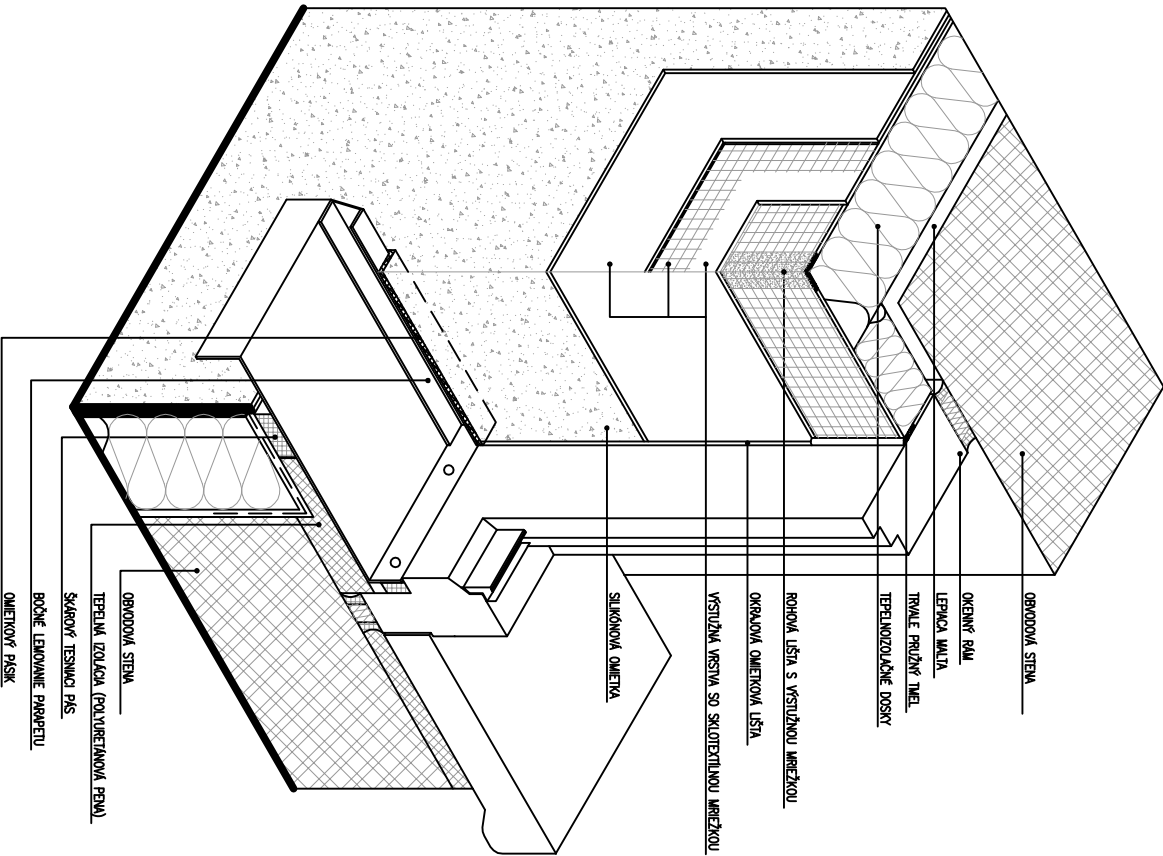 OBVODOVÁ STENA
OKENNÝ RÁM
LEPIACA MALTA
TRVALE PRUŽNÝ TMEL
TEPELNOIZOLAČNÉ DOSKY
ROHOVÁ LIŠTA S VÝSTUŽNOU MRIEŽKOU
OKRAJOVÁ OMIETKOVÁ LIŠTA
VÝSTUŽNÁ VRSTVA SO SKLOTEXTILNOU MRIEŽKOU
SILIKÓNOVÁ OMIETKA
OBVODOVÁ STENA
TEPELNÁ IZOLÁCIA (POLYURETÁNOVÁ PENA)
ŠKÁROVÝ TESNIACI PÁS
BOČNÉ LEMOVANIE PARAPETU
OMIETKOVÝ PÁSIK